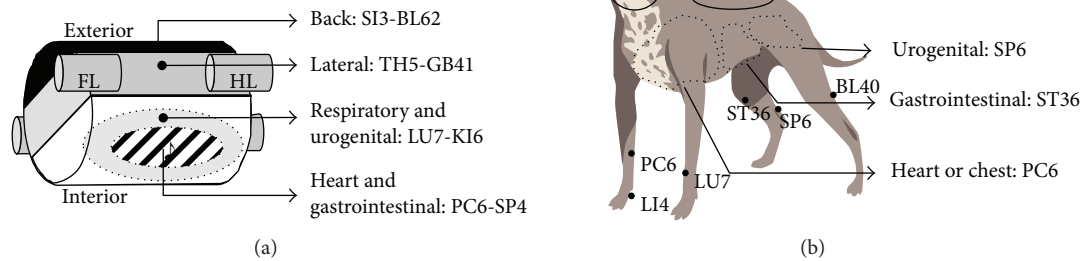 Exterior
FL
HL
Interior
Back: SI3-BL62
Lateral: TH5-GB41
Respiratory and
urogenital: LU7-KI6
Heart and
gastrointestinal: PC6-SP4
(a)
Urogenital: SP6
BL40
Gastrointestinal: ST36
ST36
SP6
PC6
LU7
Heart or chest: PC6
LI4
(b)